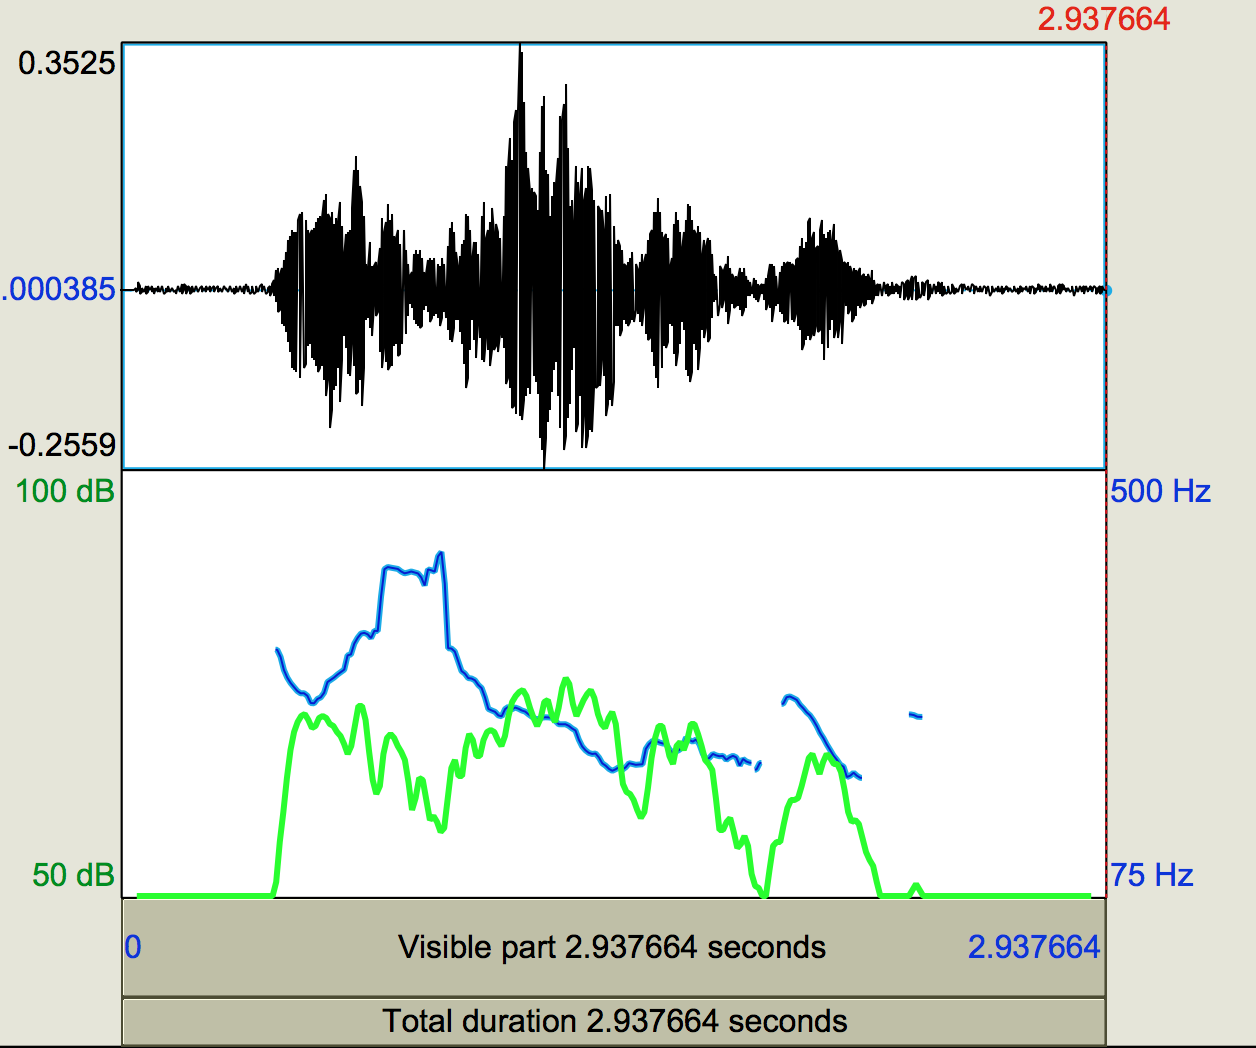 2.937664
0.3525
.000385
-0.2559
100 dB
500 Hz
50 dB
75 Hz
0
Visible part 2.937664 seconds
2.937664
Total duration 2.937664 seconds